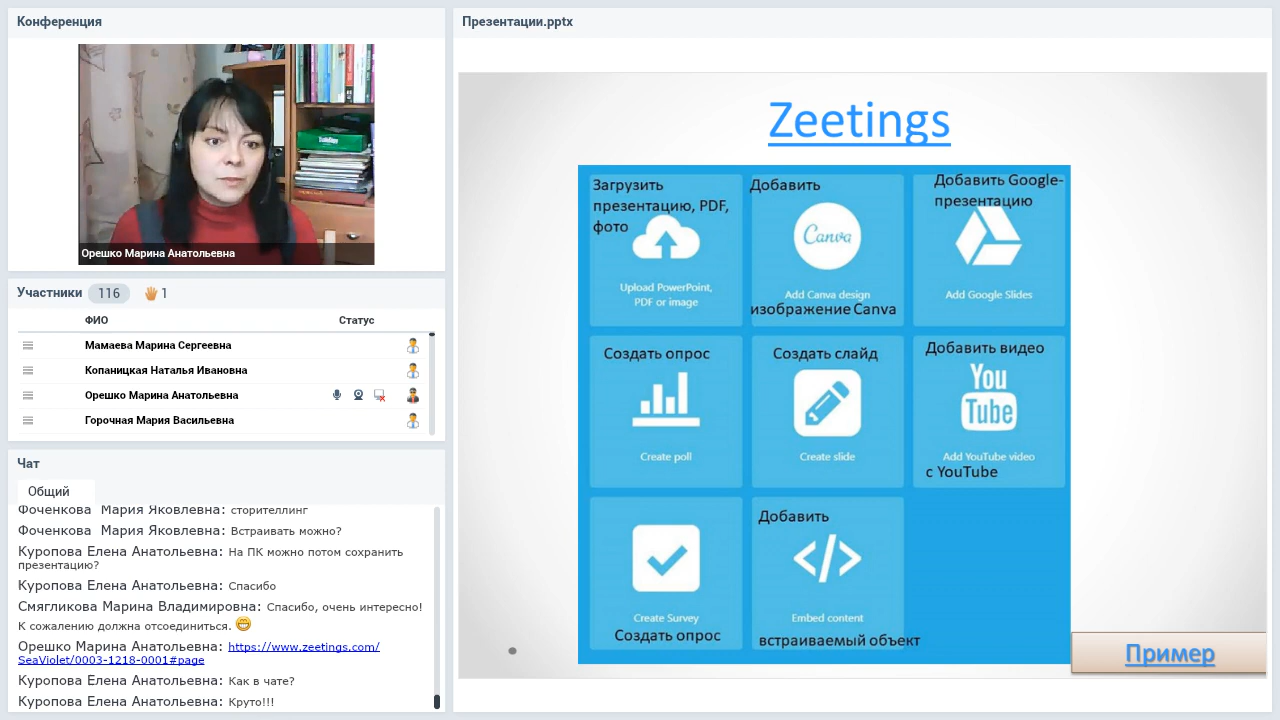 Конференция
Орешко Марина Анатольевна
Участники 116 1
ФИО Статус
Мамаева Марина Сергеевна
Копаницкая Наталья Ивановна
Орешко Марина Анатольевна
Горочная Мария Васильевна
Чат
Общий
Фоченкова Мария Яковлевна: сторителлинг
Фоченкова Мария Яковлевна: Встраивать можно?
Куропова Елена Анатольевна: На ПК можно потом сохранить
презентацию?
Куропова Елена Анатольевна: Спасибо
Смягликова Марина Владимировна: Спасибо, очень интересно!
К сожалению должна отсоединиться.
Орешко Марина Анатольевна: https://www.zeetings.com/
SeaViolet/0003-1218-0001#page
Куропова Елена Анатольевна: Как в чате?
Куропова Елена Анатольевна: Круто!!!
Презентации.pptx
Zeetings
Загрузить
презентацию, PDF,
фото
Upload PowerPoint,
PDF or image
Добавить
Canva
Add Canva design
изображение Canva
Добавить Google-
презентацию
Add Google Slides
Создать опрос
Create poll
Создать слайд
Create slide
Добавить видео
You
Tube
Add YouTube video
с YouTube
Create Survey
Создать опрос
Добавить
</>
Embed content
встраиваемый объект
Пример